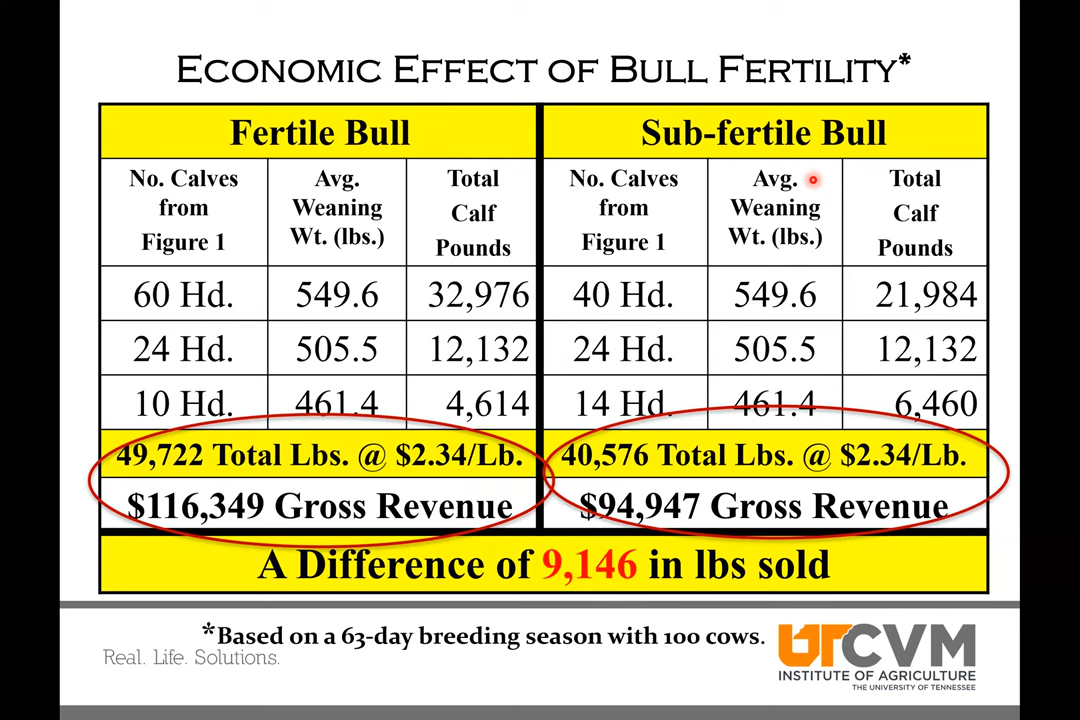 ECONOMIC EFFECT OF BULL FERTILITY*
Fertile Bull
Sub-fertile Bull
No. Calves from Figure 1
Avg. Weaning Wt. (lbs.)
Total Calf Pounds
No. Calves from Figure 1
Avg. Weaning Wt. (lbs.)
Total Calf Pounds
60 Hd. 549.6 32,976 40 Hd. 549.6 21,984
24 Hd. 505.5 12,132 24 Hd. 505.5 12,132
10 Hd. 461.4 4,614 14 Hd. 461.4 6,460
49,722 Total Lbs. @ $2.34/Lb. 40,576 Total Lbs. @ $2.34/Lb.
$116,349 Gross Revenue $94,947 Gross Revenue
A Difference of 9,146 in lbs sold
*Based on a 63-day breeding season with 100 cows.
Real. Life. Solutions.
UTCVM
INSTITUTE OF AGRICULTURE
THE UNIVERSITY OF TENNESSEE